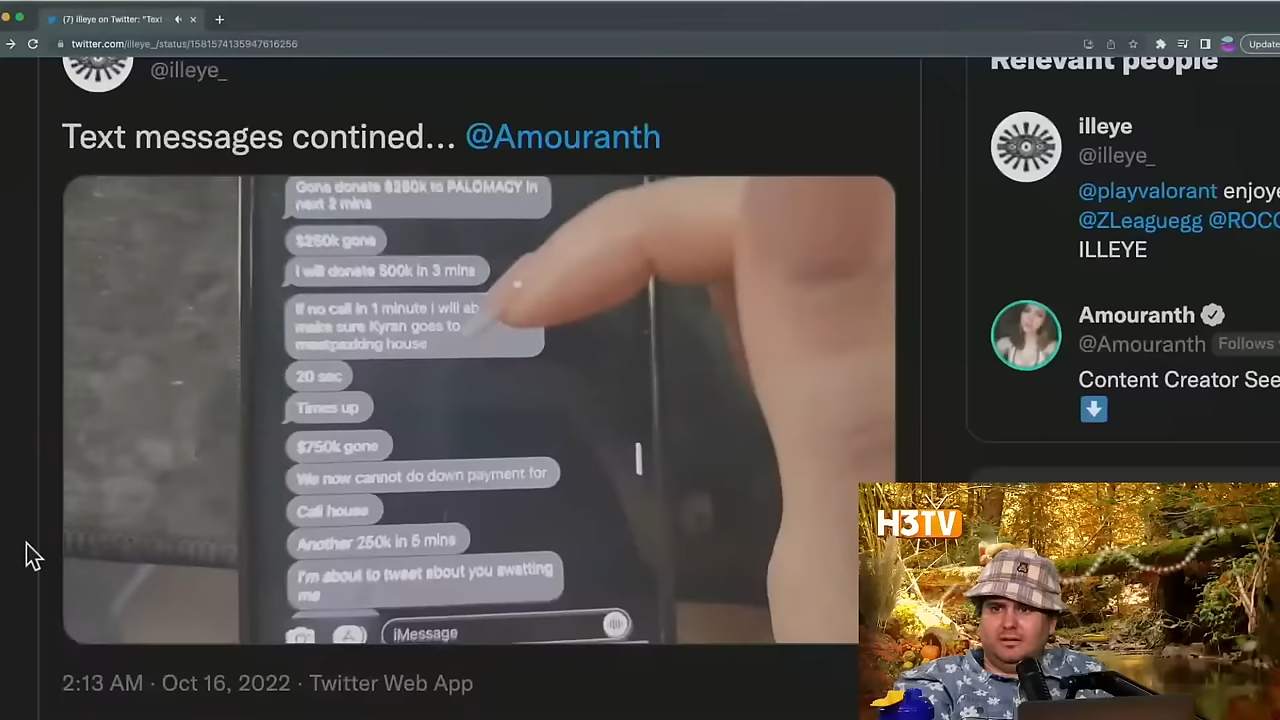 (7) illeye on Twitter: "Text
twitter.com/illeye_/status/1581574135947616256
Update
@illeye_
Text messages contined... @Amouranth
Gona donate $250k to PALOMACY in
next 2 mins
$250k gone
I will donate 500k in 3 mins
If no call in 1 minute I will ab
make sure Kyran goes to
meatpacking house
20 sec
Times up
$750k gone
We now cannot do down payment for
Cali house
Another 250k in 5 mins
I'm about to tweet about you swatting
me
iMessage
2:13 AM · Oct 16, 2022 · Twitter Web App
Relevant people
illeye
@illeye_
@playvalorant enjoye
@ZLeaguegg @ROCC
ILLEYE
Amouranth
@Amouranth Follows
Content Creator See
H3TV